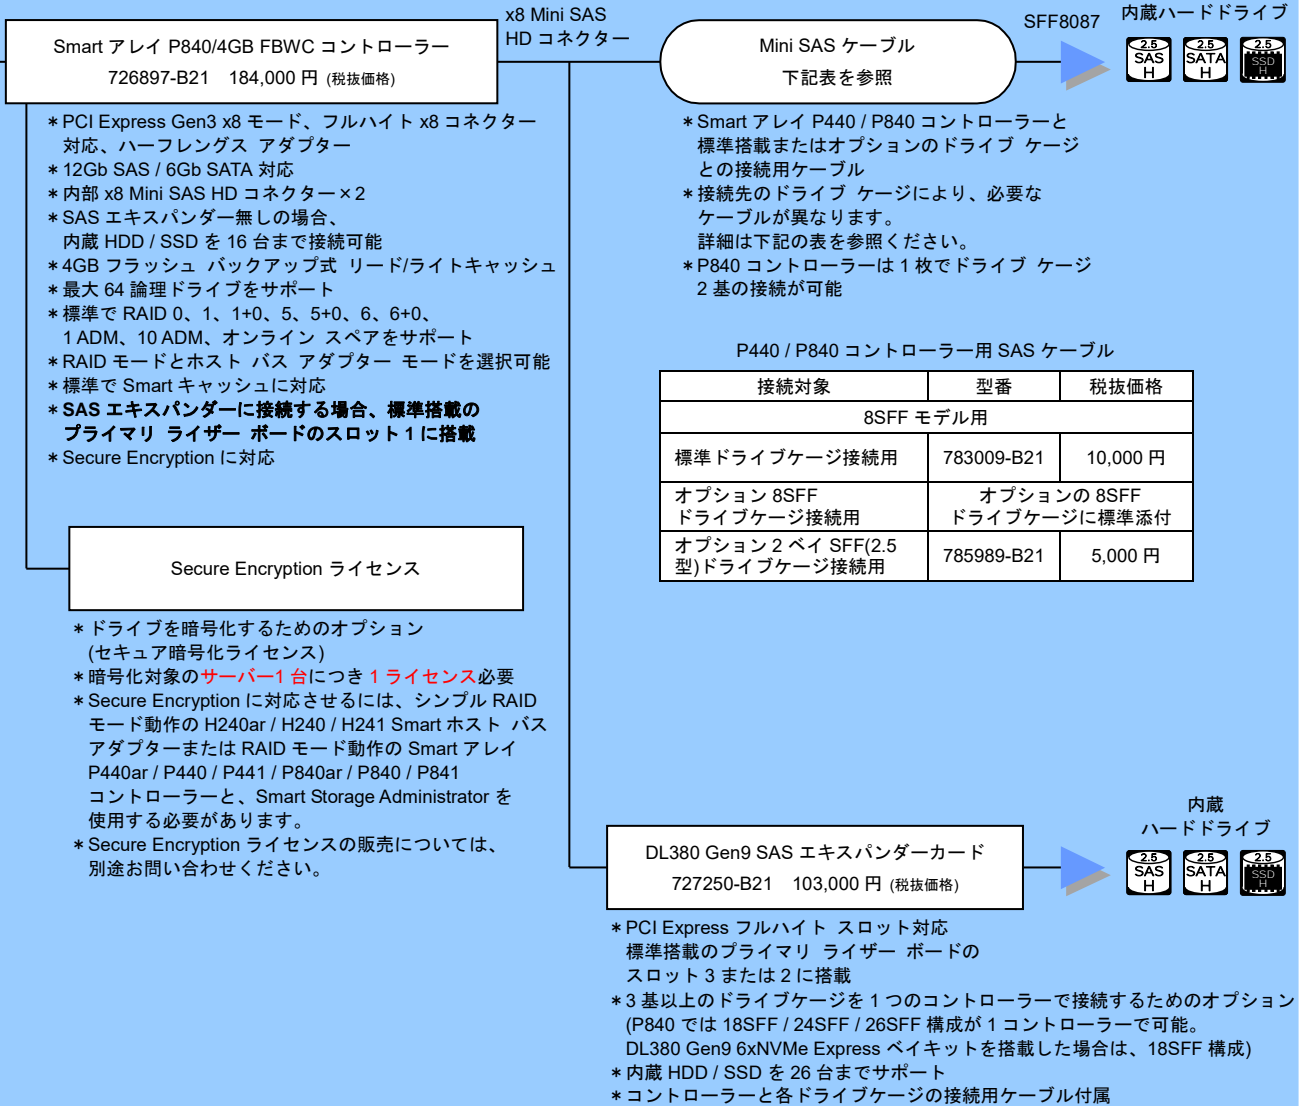 x8 Mini SAS
HD コネクター
SFF8087
内蔵ハードドライブ
Smart アレイ P840/4GB FBWC コントローラー
726897-B21 184,000 円 (税抜価格)
Mini SAS ケーブル
下記表を参照
2.5
SAS
H
2.5
SATA
H
2.5
SSD
H
＊PCI Express Gen3 x8 モード、フルハイト x8 コネクター
対応、ハーフレングス アダプター
＊12Gb SAS / 6Gb SATA 対応
＊内部 x8 Mini SAS HD コネクター×2
＊SAS エキスパンダー無しの場合、
内蔵 HDD / SSD を 16 台まで接続可能
＊4GB フラッシュ バックアップ式 リード/ライトキャッシュ
＊最大 64 論理ドライブをサポート
＊標準で RAID 0、1、1+0、5、5+0、6、6+0、
1 ADM、10 ADM、オンライン スペアをサポート
＊RAID モードとホスト バス アダプター モードを選択可能
＊標準で Smart キャッシュに対応
＊SAS エキスパンダーに接続する場合、標準搭載の
プライマリ ライザー ボードのスロット 1 に搭載
＊Secure Encryption に対応
＊Smart アレイ P440 / P840 コントローラーと
標準搭載またはオプションのドライブ ケージ
との接続用ケーブル
＊接続先のドライブ ケージにより、必要な
ケーブルが異なります。
詳細は下記の表を参照ください。
＊P840 コントローラーは 1 枚でドライブ ケージ
2 基の接続が可能
P440 / P840 コントローラー用 SAS ケーブル
接続対象 型番 税抜価格
8SFF モデル用
標準ドライブケージ接続用 783009-B21 10,000 円
オプション 8SFF
ドライブケージ接続用
オプションの 8SFF
ドライブケージに標準添付
オプション 2 ベイ SFF(2.5
型)ドライブケージ接続用
785989-B21 5,000 円
Secure Encryption ライセンス
＊ドライブを暗号化するためのオプション
(セキュア暗号化ライセンス)
＊暗号化対象のサーバー1 台につき 1 ライセンス必要
＊Secure Encryption に対応させるには、シンプル RAID
モード動作の H240ar / H240 / H241 Smart ホスト バス
アダプターまたは RAID モード動作の Smart アレイ
P440ar / P440 / P441 / P840ar / P840 / P841
コントローラーと、Smart Storage Administrator を
使用する必要があります。
＊Secure Encryption ライセンスの販売については、
別途お問い合わせください。
内蔵
ハードドライブ
DL380 Gen9 SAS エキスパンダーカード
727250-B21 103,000 円 (税抜価格)
2.5
SAS
H
2.5
SATA
H
2.5
SSD
H
＊PCI Express フルハイト スロット対応
標準搭載のプライマリ ライザー ボードの
スロット 3 または 2 に搭載
＊3 基以上のドライブケージを 1 つのコントローラーで接続するためのオプション
(P840 では 18SFF / 24SFF / 26SFF 構成が 1 コントローラーで可能。
DL380 Gen9 6xNVMe Express ベイキットを搭載した場合は、18SFF 構成)
＊内蔵 HDD / SSD を 26 台までサポート
＊コントローラーと各ドライブケージの接続用ケーブル付属